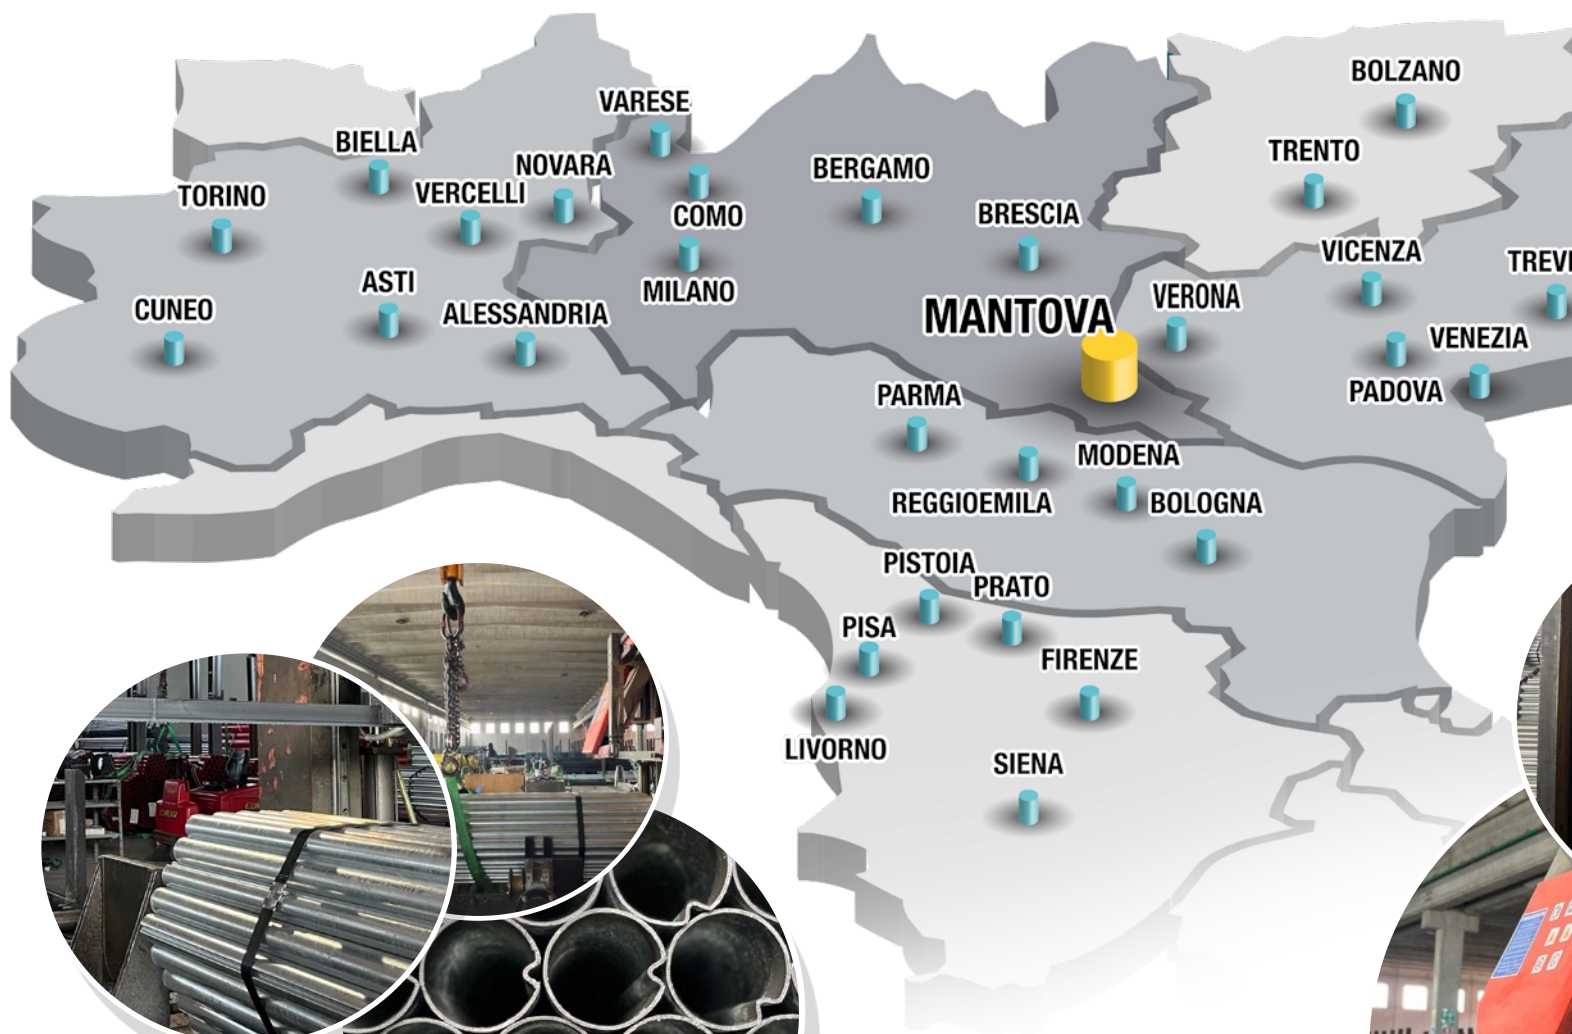 BOLZANO
VARESE
BIELLA
NOVARA
TRENTO
BERGAMO
TORINO
VERCELLI
COMO
BRESCIA
VICENZA
TREVI
ASTI
MILANO
VERONA
CUNEO
ALESSANDRIA
MANTOVA
VENEZIA
PARMA
PADOVA
MODENA
REGGIOEMILA
BOLOGNA
PISTOIA
PRATO
PISA
FIRENZE
LIVORNO
SIENA